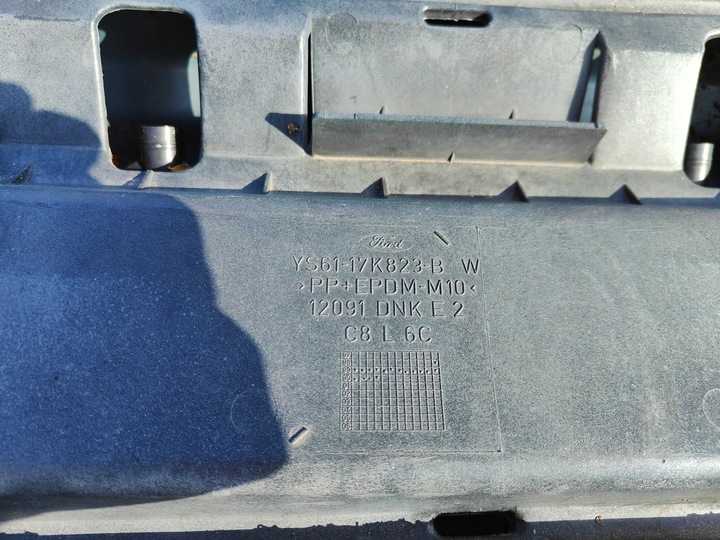 Ford
YS61-17K823-B W
>PP+EPDM-M10<
12091 DNK E 2
C8 L 6C